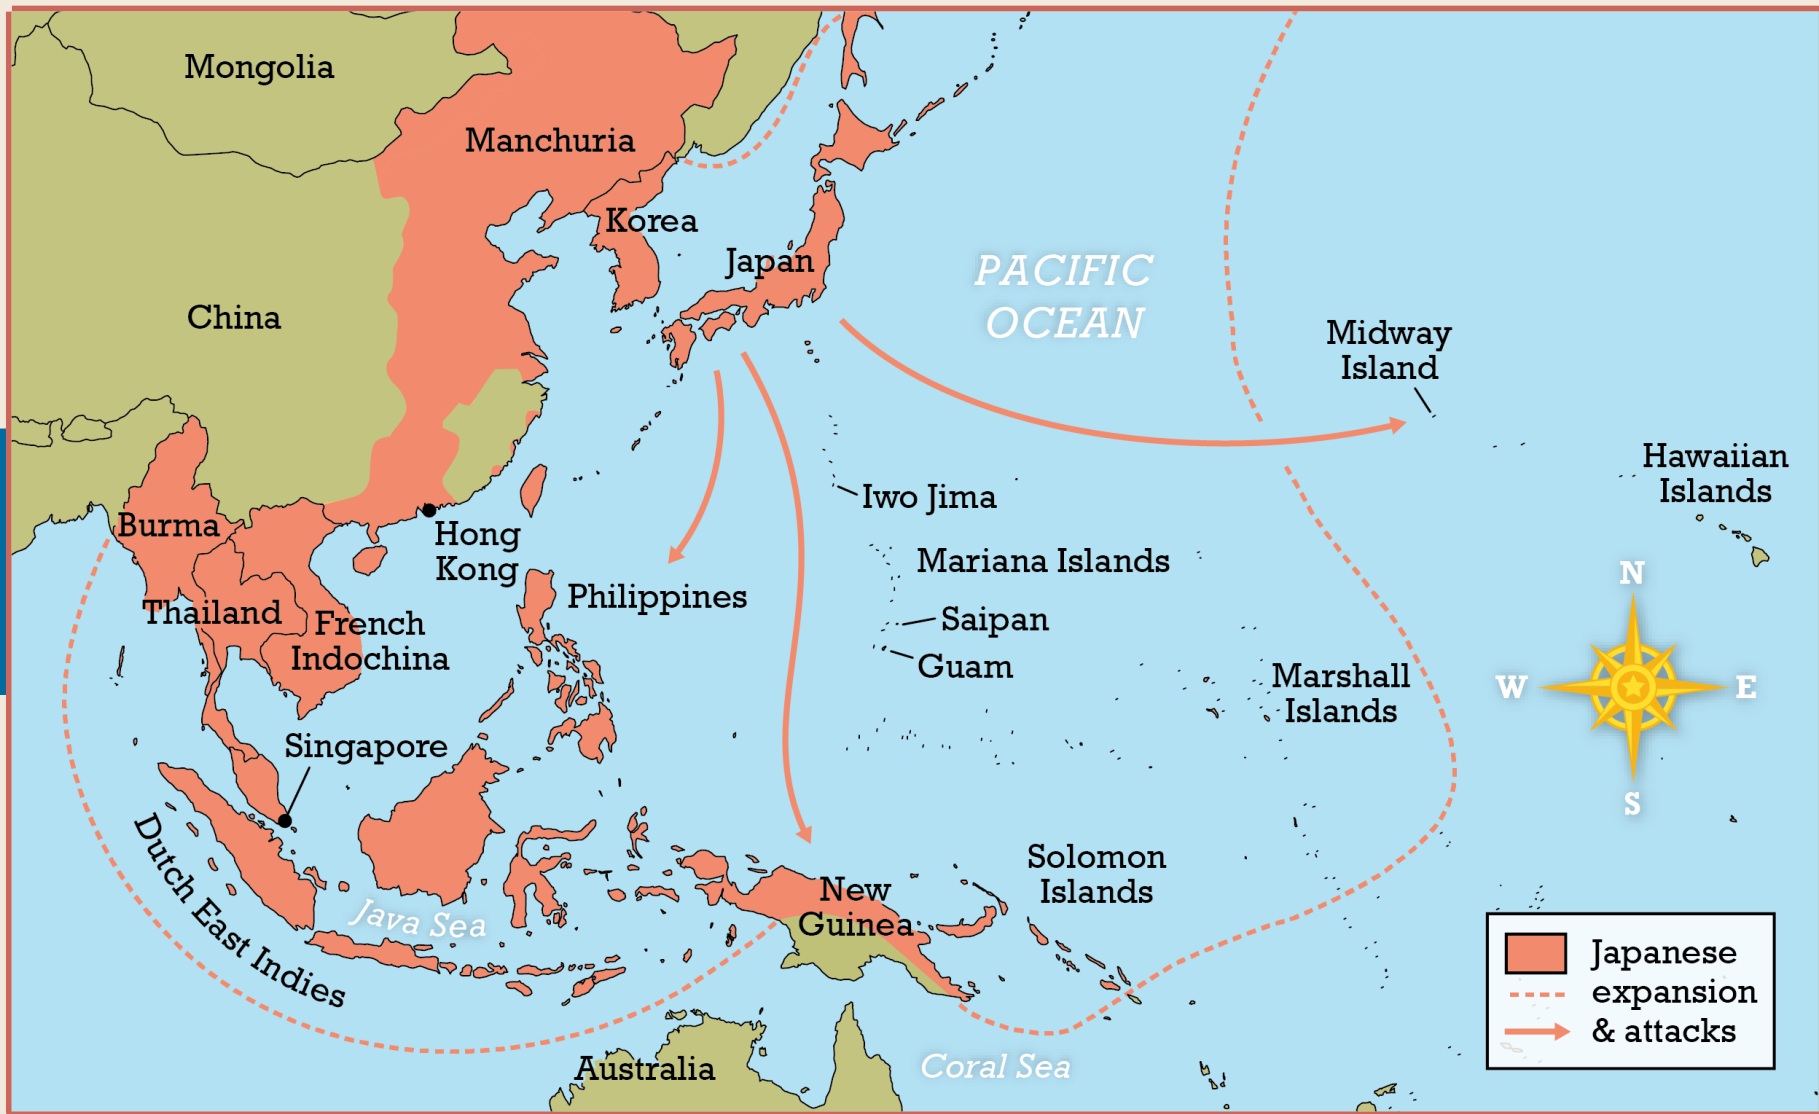 Mongolia
Manchuria
Korea
Japan
PACIFIC
OCEAN
China
Midway
Island
Hawaiian
Islands
Iwo Jima
Burma
Hong
Kong
Mariana Islands
Philippines
Thailand
French
Indochina
Saipan
Guam
Marshall
Islands
N
W
E
S
Singapore
Dutch East Indies
Java Sea
New
Guinea
Solomon
Islands
Japanese
expansion
& attacks
Australia
Coral Sea